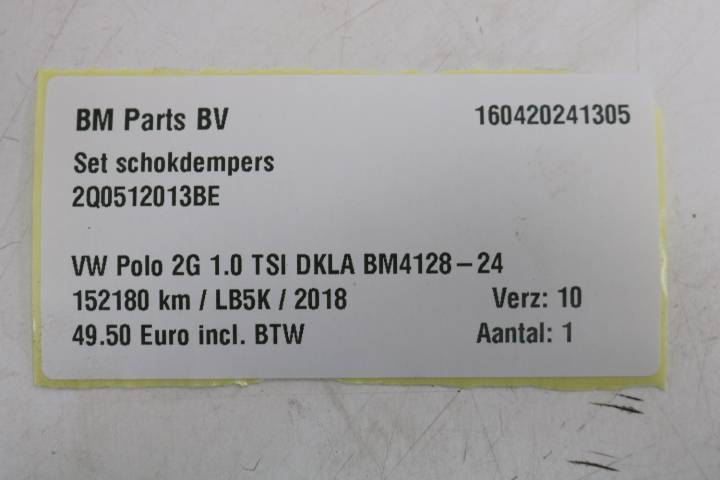 BM Parts BV 160420241305
Set schokdempers
2Q0512013BE
VW Polo 2G 1.0 TSI DKLA BM4128-24
152180 km / LB5K / 2018 Verz: 10
49.50 Euro incl. BTW Aantal: 1